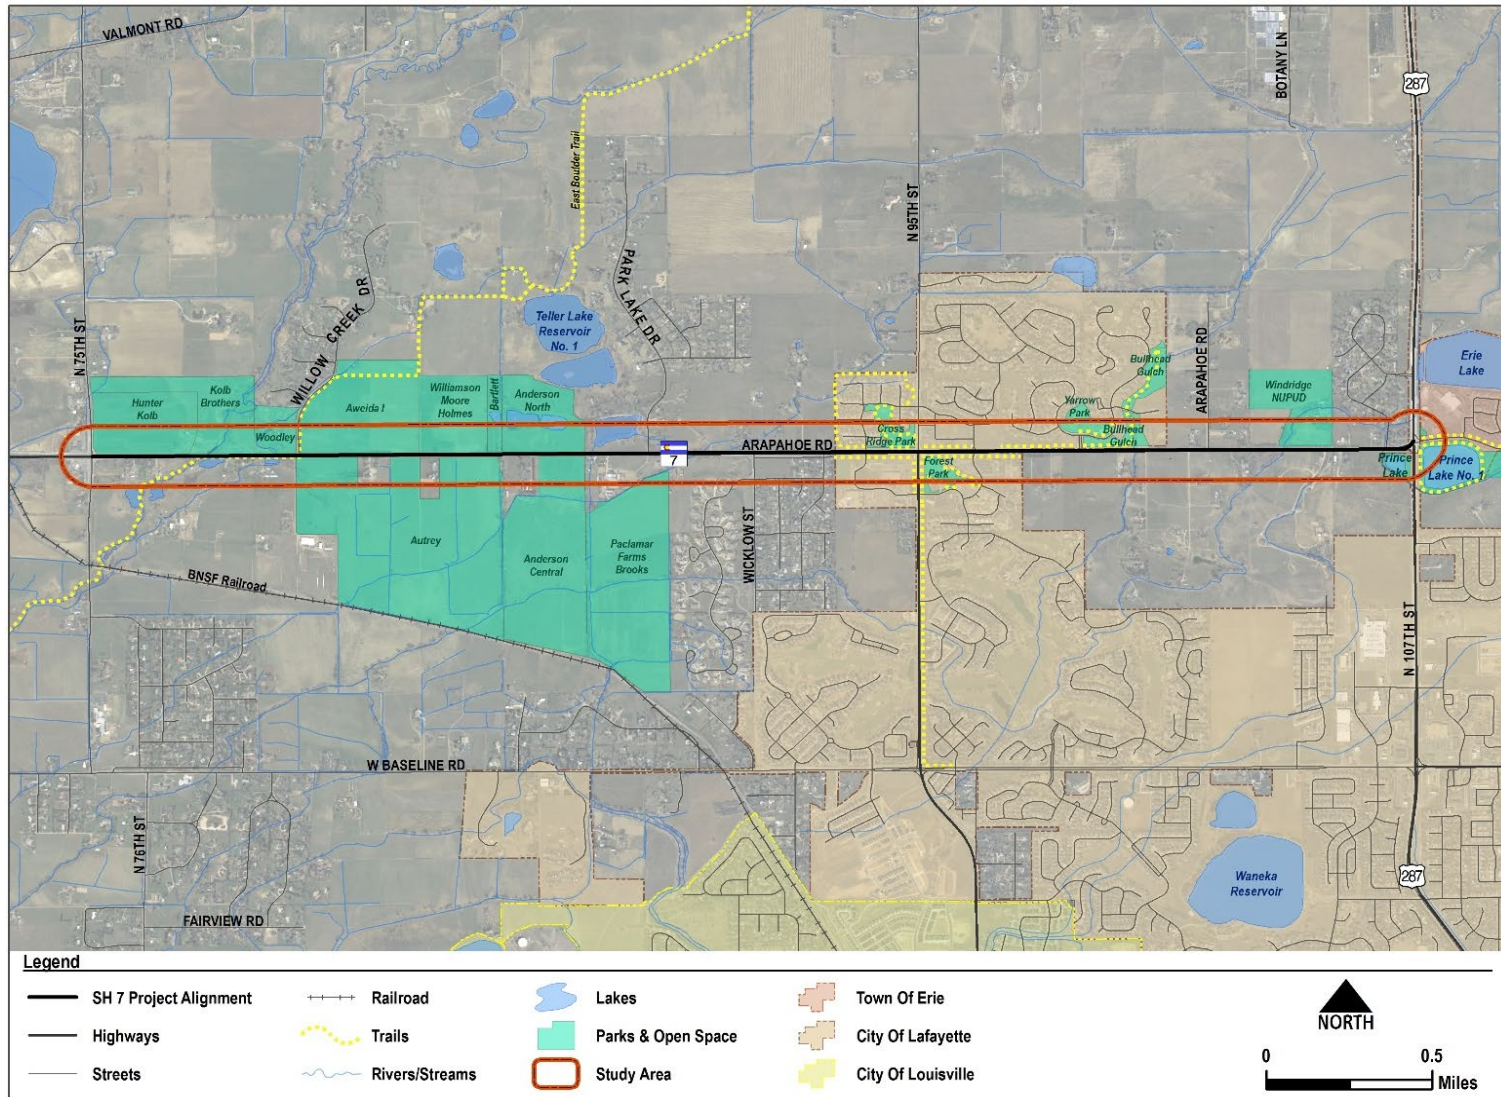 VALMONT RD
BOTANY LN
287
East Boulder Trail
N 95TH ST
PARK LAKE DR
WILLOW CREEK DR
N 75TH ST
Teller Lake
Reservoir
No. 1
ARAPAHOE RD
Erie
Lake
Bullhead
Gulch
Windridge
NUPUD
Hunter
Kolb
Kolb
Brothers
Woodley
Aweida I
Williamson
Moore
Holmes
Bartlett
Anderson
North
Yarrow
Park
Bullhead
Gulch
Cross
Ridge Park
ARAPAHOE RD
7
Forest
Park
Prince
Lake
Prince
Lake No. 1
Autrey
Anderson
Central
Paclamar
Farms
Brooks
WICKLOW ST
BNSF Railroad
N 107TH ST
W BASELINE RD
N 76TH ST
FAIRVIEW RD
Waneka
Reservoir
287
Legend
SH 7 Project Alignment
Highways
Streets
Railroad
Trails
Rivers/Streams
Lakes
Parks & Open Space
Study Area
Town Of Erie
City Of Lafayette
City Of Louisville
NORTH
0 0.5
Miles